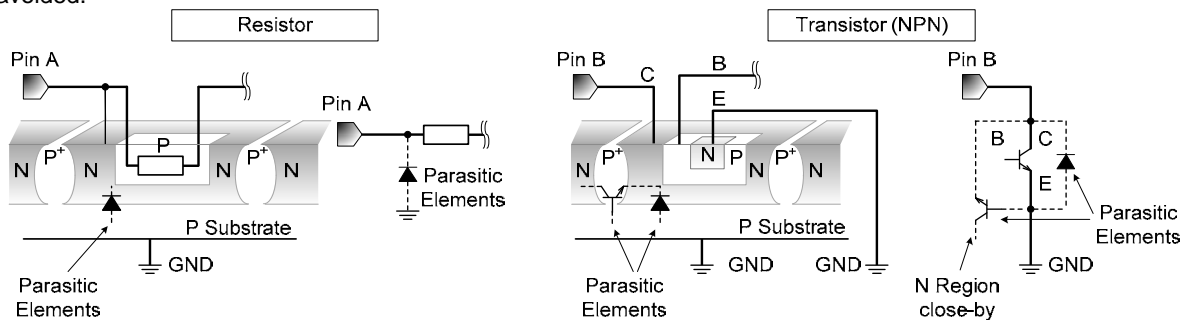 avoided.
Resistor
Transistor (NPN)
Pin A
Pin A
P
N
P+
N
P+
N
N
Parasitic
Elements
P Substrate
GND
Parasitic
Elements
Pin B
C
B
E
N
P+
N
N
P
P+
N
N
P Substrate
GND
GND
Parasitic
Elements
Pin B
B
C
E
Parasitic
Elements
GND
N Region
close-by